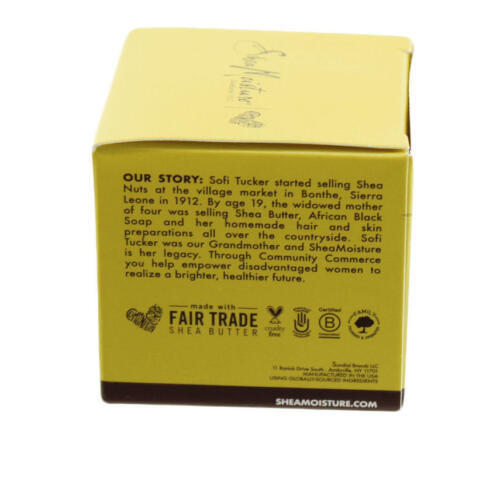 SheaMoisture
OUR STORY: Sofi Tucker started selling Shea
Nuts at the village market in Bonthe, Sierra
Leone in 1912. By age 19, the widowed mother
of four was selling Shea Butter, African Black
Soap and her homemade hair and skin
preparations all over the countryside. Sofi
Tucker was our Grandmother and SheaMoisture
is her legacy. Through Community Commerce
you help empower disadvantaged women to
realize a brighter, healthier future.
made with
FAIR TRADE
SHEA BUTTER
cruelty
free
Certified
B
Corporation
FAMILY
Sundial Brands LLC
11 Ranick Drive South . Amityville, NY 11701
MANUFACTURED IN THE USA
USING GLOBALLY-SOURCED INGREDIENTS
SHEAMOISTURE.COM